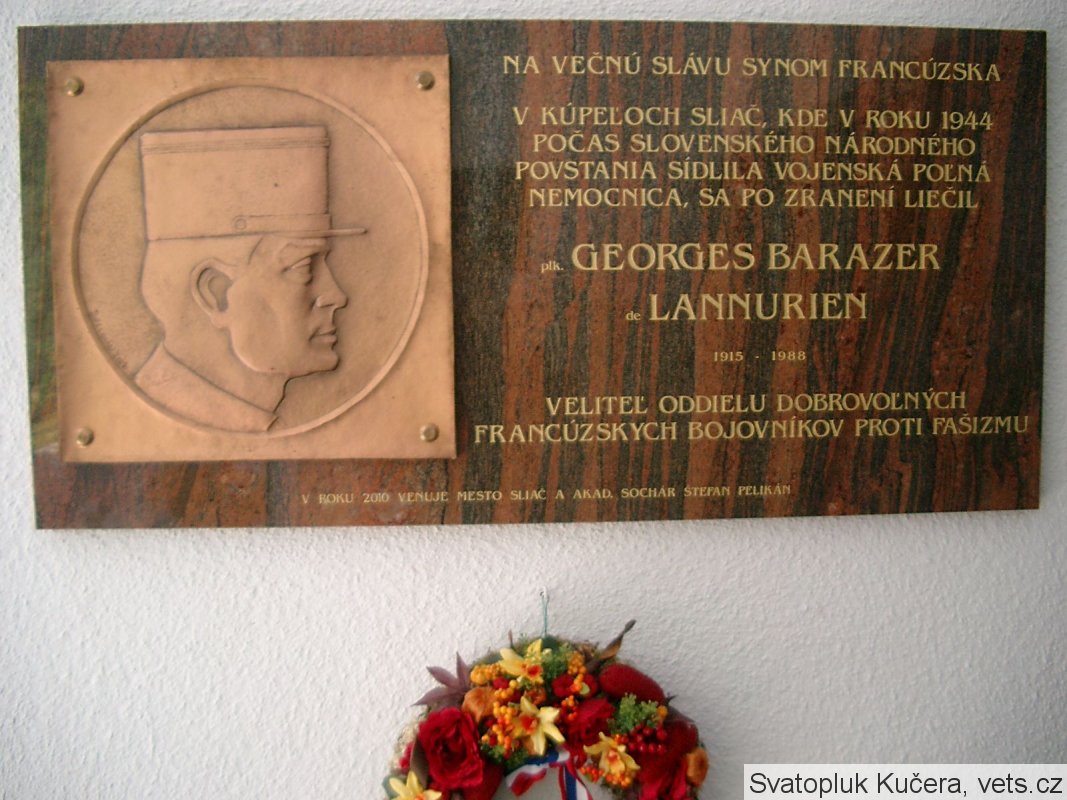 NA VEČNÚ SLÁVU SYNOM FRANCÚZSKA
V KÚPEĽOCH SLIAČ, KDE V ROKU 1944
POČAS SLOVENSKÉHO NÁRODNÉHO
POVSTANIA SÍDLILA VOJENSKÁ POĽNÁ
NEMOCNICA, SA PO ZRANENÍ LIEČIL
plk. GEORGES BARAZER
de LANNURIEN
1915 - 1988
VELITEĽ ODDIELU DOBROVOĽNÝCH
FRANCÚZSKYCH BOJOVNÍKOV PROTI FAŠIZMU
V ROKU 2010 VENUJE MESTO SLIAČ A AKAD. SOCHÁR ŠTEFAN PELIKÁN
Svatopluk Kučera, vets.cz